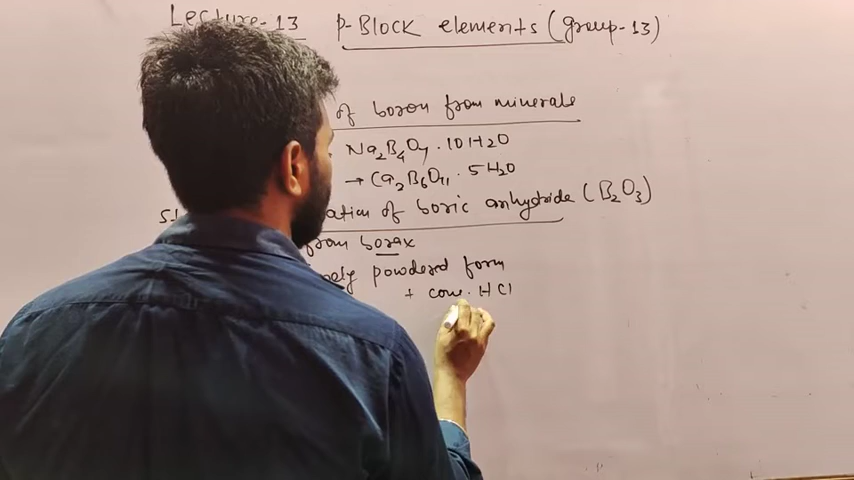 Lecture-13 P-Block elements (group-13)
of boron from minerals
Na2B4O7.10H2O
→ Ca2B6O11.5H2O
ation of boric anhydride (B2O3)
from borax
powdered form
+ conc. HCl